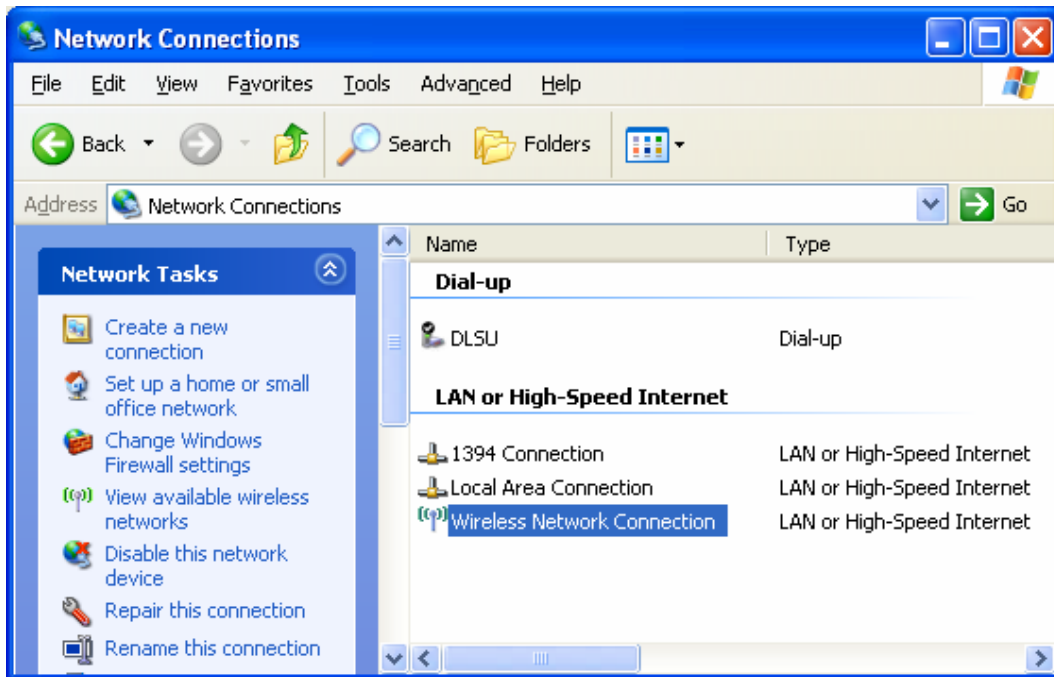 Network Connections
File Edit View Favorites Tools Advanced Help
Back Search Folders
Address Network Connections Go
Network Tasks
Create a new
connection
Set up a home or small
office network
Change Windows
Firewall settings
View available wireless
networks
Disable this network
device
Repair this connection
Rename this connection
Name Type
Dial-up
DLSU Dial-up
LAN or High-Speed Internet
1394 Connection LAN or High-Speed Internet
Local Area Connection LAN or High-Speed Internet
Wireless Network Connection LAN or High-Speed Internet